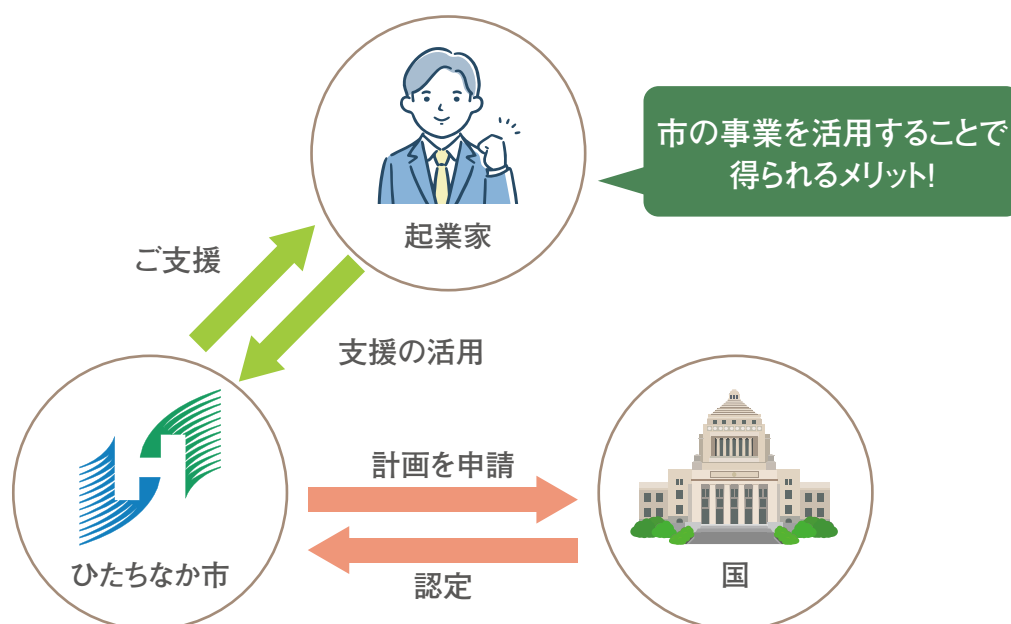 市の事業を活用することで
得られるメリット!
起業家
ご支援
支援の活用
計画を申請
ひたちなか市
認定
国